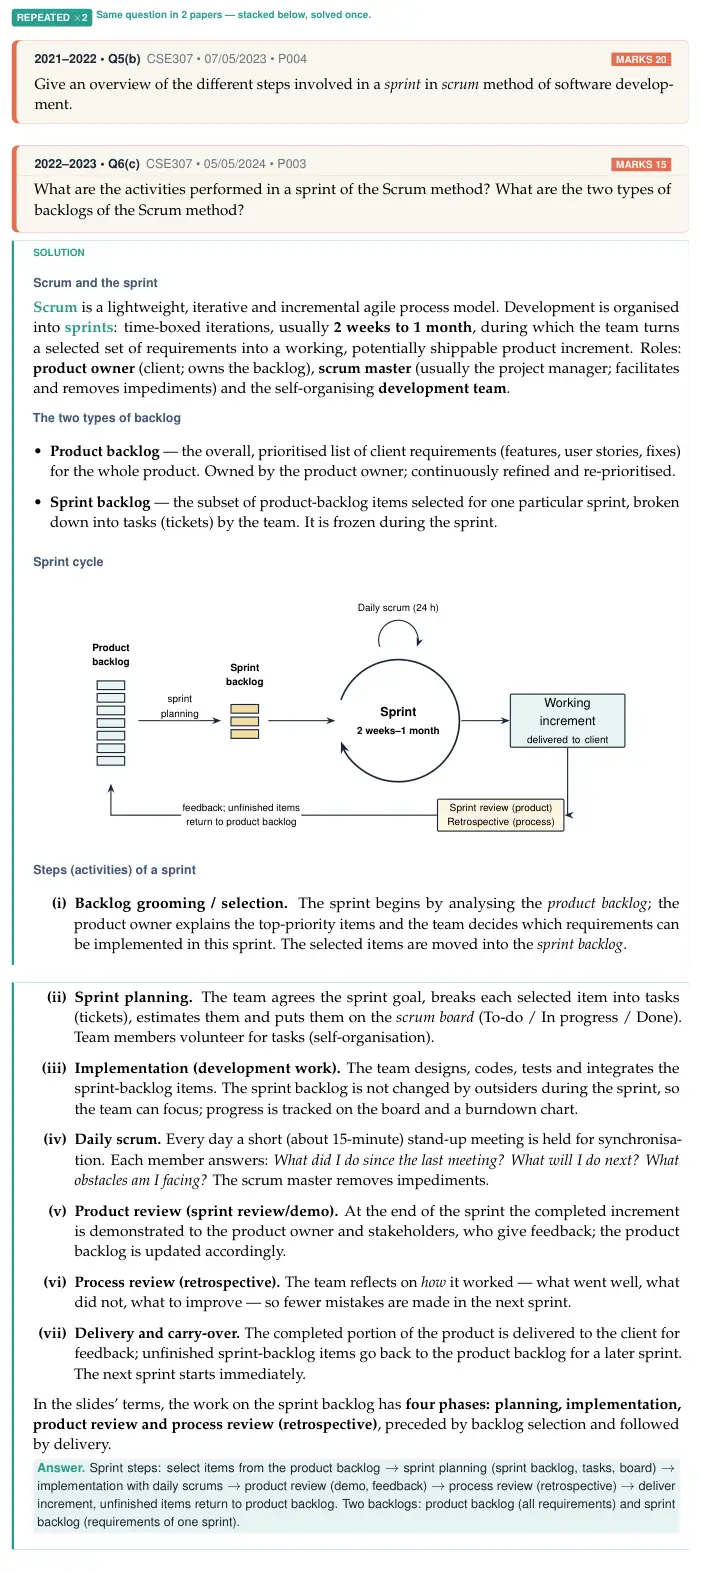 REPEATED ×2 Same question in 2 papers — stacked below, solved once.
2021–2022 • Q5(b) CSE307 • 07/05/2023 • P004 MARKS 20
Give an overview of the different steps involved in a sprint in scrum method of software develop-
ment.
2022–2023 • Q6(c) CSE307 • 05/05/2024 • P003 MARKS 15
What are the activities performed in a sprint of the Scrum method? What are the two types of
backlogs of the Scrum method?
SOLUTION
Scrum and the sprint
Scrum is a lightweight, iterative and incremental agile process model. Development is organised
into sprints: time-boxed iterations, usually 2 weeks to 1 month, during which the team turns
a selected set of requirements into a working, potentially shippable product increment. Roles:
product owner (client; owns the backlog), scrum master (usually the project manager; facilitates
and removes impediments) and the self-organising development team.
The two types of backlog
• Product backlog — the overall, prioritised list of client requirements (features, user stories, fixes)
for the whole product. Owned by the product owner; continuously refined and re-prioritised.
• Sprint backlog — the subset of product-backlog items selected for one particular sprint, broken
down into tasks (tickets) by the team. It is frozen during the sprint.
Sprint cycle
Daily scrum (24 h)
Product
backlog
Sprint
backlog
sprint
planning
Sprint
2 weeks–1 month
Working
increment
delivered to client
feedback; unfinished items
return to product backlog
Sprint review (product)
Retrospective (process)
Steps (activities) of a sprint
(i) Backlog grooming / selection. The sprint begins by analysing the product backlog; the
product owner explains the top-priority items and the team decides which requirements can
be implemented in this sprint. The selected items are moved into the sprint backlog.
(ii) Sprint planning. The team agrees the sprint goal, breaks each selected item into tasks
(tickets), estimates them and puts them on the scrum board (To-do / In progress / Done).
Team members volunteer for tasks (self-organisation).
(iii) Implementation (development work). The team designs, codes, tests and integrates the
sprint-backlog items. The sprint backlog is not changed by outsiders during the sprint, so
the team can focus; progress is tracked on the board and a burndown chart.
(iv) Daily scrum. Every day a short (about 15-minute) stand-up meeting is held for synchronisa-
tion. Each member answers: What did I do since the last meeting? What will I do next? What
obstacles am I facing? The scrum master removes impediments.
(v) Product review (sprint review/demo). At the end of the sprint the completed increment
is demonstrated to the product owner and stakeholders, who give feedback; the product
backlog is updated accordingly.
(vi) Process review (retrospective). The team reflects on how it worked — what went well, what
did not, what to improve — so fewer mistakes are made in the next sprint.
(vii) Delivery and carry-over. The completed portion of the product is delivered to the client for
feedback; unfinished sprint-backlog items go back to the product backlog for a later sprint.
The next sprint starts immediately.
In the slides' terms, the work on the sprint backlog has four phases: planning, implementation,
product review and process review (retrospective), preceded by backlog selection and followed
by delivery.
Answer. Sprint steps: select items from the product backlog → sprint planning (sprint backlog, tasks, board) →
implementation with daily scrums → product review (demo, feedback) → process review (retrospective) → deliver
increment, unfinished items return to product backlog. Two backlogs: product backlog (all requirements) and sprint
backlog (requirements of one sprint).